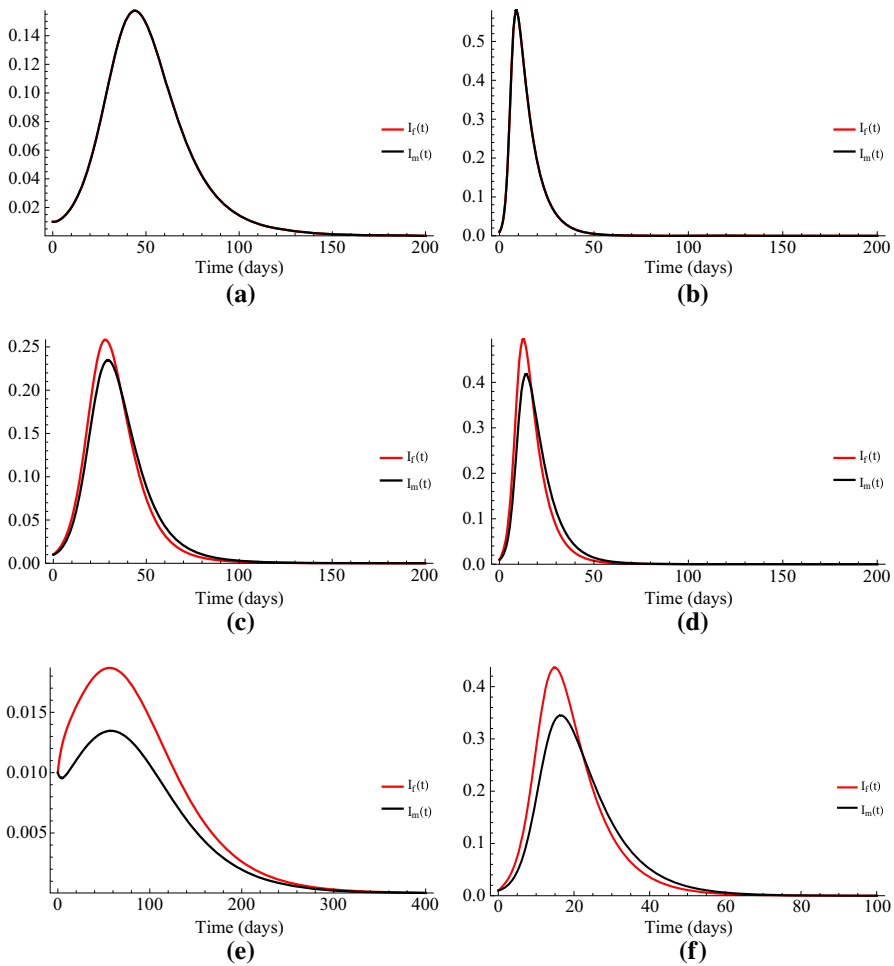 0.14
0.12
0.10
0.08
0.06
0.04
0.02
I_f(t)
I_m(t)
0 50 100 150 200
Time (days)
(a)
0.5
0.4
0.3
0.2
0.1
0.0
I_f(t)
I_m(t)
0 50 100 150 200
Time (days)
(b)
0.25
0.20
0.15
0.10
0.05
0.00
I_f(t)
I_m(t)
0 50 100 150 200
Time (days)
(c)
0.4
0.3
0.2
0.1
0.0
I_f(t)
I_m(t)
0 50 100 150 200
Time (days)
(d)
0.015
0.010
0.005
I_f(t)
I_m(t)
0 100 200 300 400
Time (days)
(e)
0.4
0.3
0.2
0.1
0.0
I_f(t)
I_m(t)
0 20 40 60 80 100
Time (days)
(f)